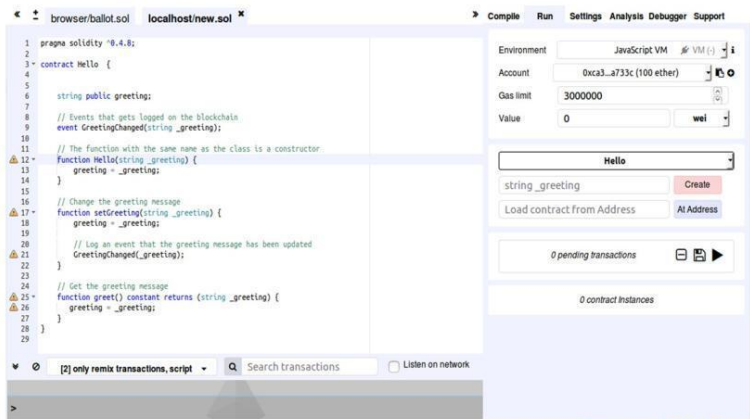 browser/ballot.sol localhost/new.sol ×
1 pragma solidity ^0.4.8;
2
3 contract Hello {
4
5
6 string public greeting;
7
8 // Events that gets logged on the blockchain
9 event GreetingChanged(string _greeting);
10
11 // The function with the same name as the class is a constructor
12 function Hello(string _greeting) {
13 greeting = _greeting;
14 }
15
16 // Change the greeting message
17 function setGreeting(string _greeting) {
18 greeting = _greeting;
19
20 // Log an event that the greeting message has been updated
21 GreetingChanged(_greeting);
22 }
23
24 // Get the greeting message
25 function greet() constant returns (string _greeting) {
26 greeting = _greeting;
27 }
28 }
29
[2] only remix transactions, script
Search transactions
Listen on network
>
Compile Run Settings Analysis Debugger Support
Environment JavaScript VM VM (-) i
Account 0xca3...a733c (100 ether)
Gas limit 3000000
Value 0 wei
Hello
string _greeting Create
Load contract from Address At Address
0 pending transactions
0 contract Instances